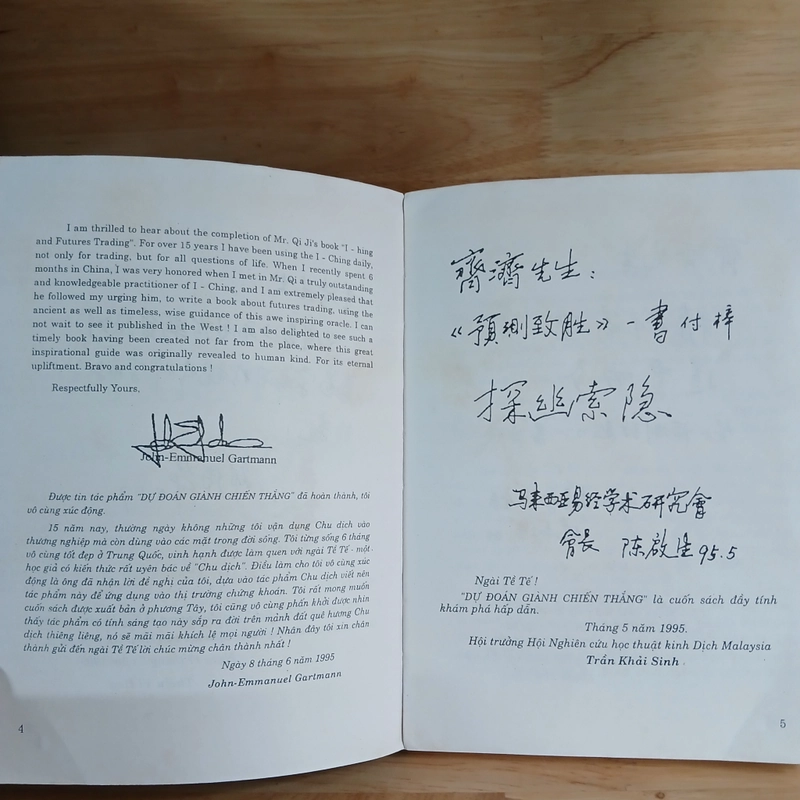 I am thrilled to hear about the completion of Mr. Qi Ji's book "I - hing
and Futures Trading". For over 15 years I have been using the I - Ching daily,
not only for trading, but for all questions of life. When I recently spent 6
months in China, I was very honored when I met in Mr. Qi a truly outstanding
and knowledgeable practitioner of I - Ching, and I am extremely pleased that
he followed my urging him, to write a book about futures trading, using the
ancient as well as timeless, wise guidance of this awe inspiring oracle. I can
not wait to see it published in the West ! I am also delighted to see such a
timely book having been created not far from the place, where this great
inspirational guide was originally revealed to human kind. For its eternal
upliftment. Bravo and congratulations !
Respectfully Yours,
John-Emmanuel Gartmann
Được tin tác phẩm "DỰ ĐOÁN GIÀNH CHIẾN THẮNG" đã hoàn thành, tôi
vô cùng xúc động.
15 năm nay, thường ngày không những tôi vận dụng Chu dịch vào
thương nghiệp mà còn dùng vào các mặt trong đời sống. Tôi từng sống 6 tháng
vô cùng tốt đẹp ở Trung Quốc, vinh hạnh được làm quen với ngài Tề Tế - một
học giả có kiến thức rất uyên bác về "Chu dịch". Điều làm cho tôi vô cùng xúc
động là ông đã nhận lời đề nghị của tôi, dựa vào tác phẩm Chu dịch viết nên
tác phẩm này để ứng dụng vào thị trường chứng khoán. Tôi rất mong muốn
cuốn sách được xuất bản ở phương Tây, tôi cũng vô cùng phấn khởi được nhìn
thấy tác phẩm có tính sáng tạo này sắp ra đời trên mảnh đất quê hương Chu
dịch thiêng liêng, nó sẽ mãi mãi khích lệ mọi người ! Nhân đây tôi xin chân
thành gửi đến ngài Tề Tế lời chúc mừng chân thành nhất !
Ngày 8 tháng 6 năm 1995
John-Emmanuel Gartmann
4
齊濟先生：
《預測致胜》一書付梓
探幽索隐
马来西亚易经学术研究會
會長 陈啟生 95.5
Ngài Tề Tế !
"DỰ ĐOÁN GIÀNH CHIẾN THẮNG" là cuốn sách đầy tính
khám phá hấp dẫn.
Tháng 5 năm 1995.
Hội trưởng Hội Nghiên cứu học thuật kinh Dịch Malaysia
Trần Khải Sinh
5